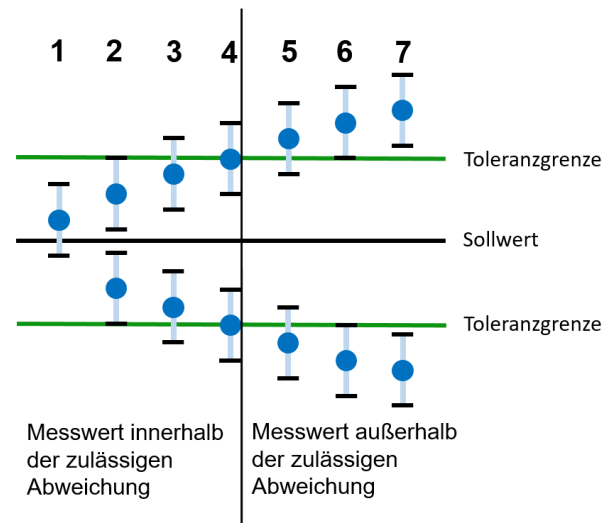 1 2 3 4 5 6 7
Toleranzgrenze
Sollwert
Toleranzgrenze
Messwert innerhalb
der zulässigen
Abweichung
Messwert außerhalb
der zulässigen
Abweichung